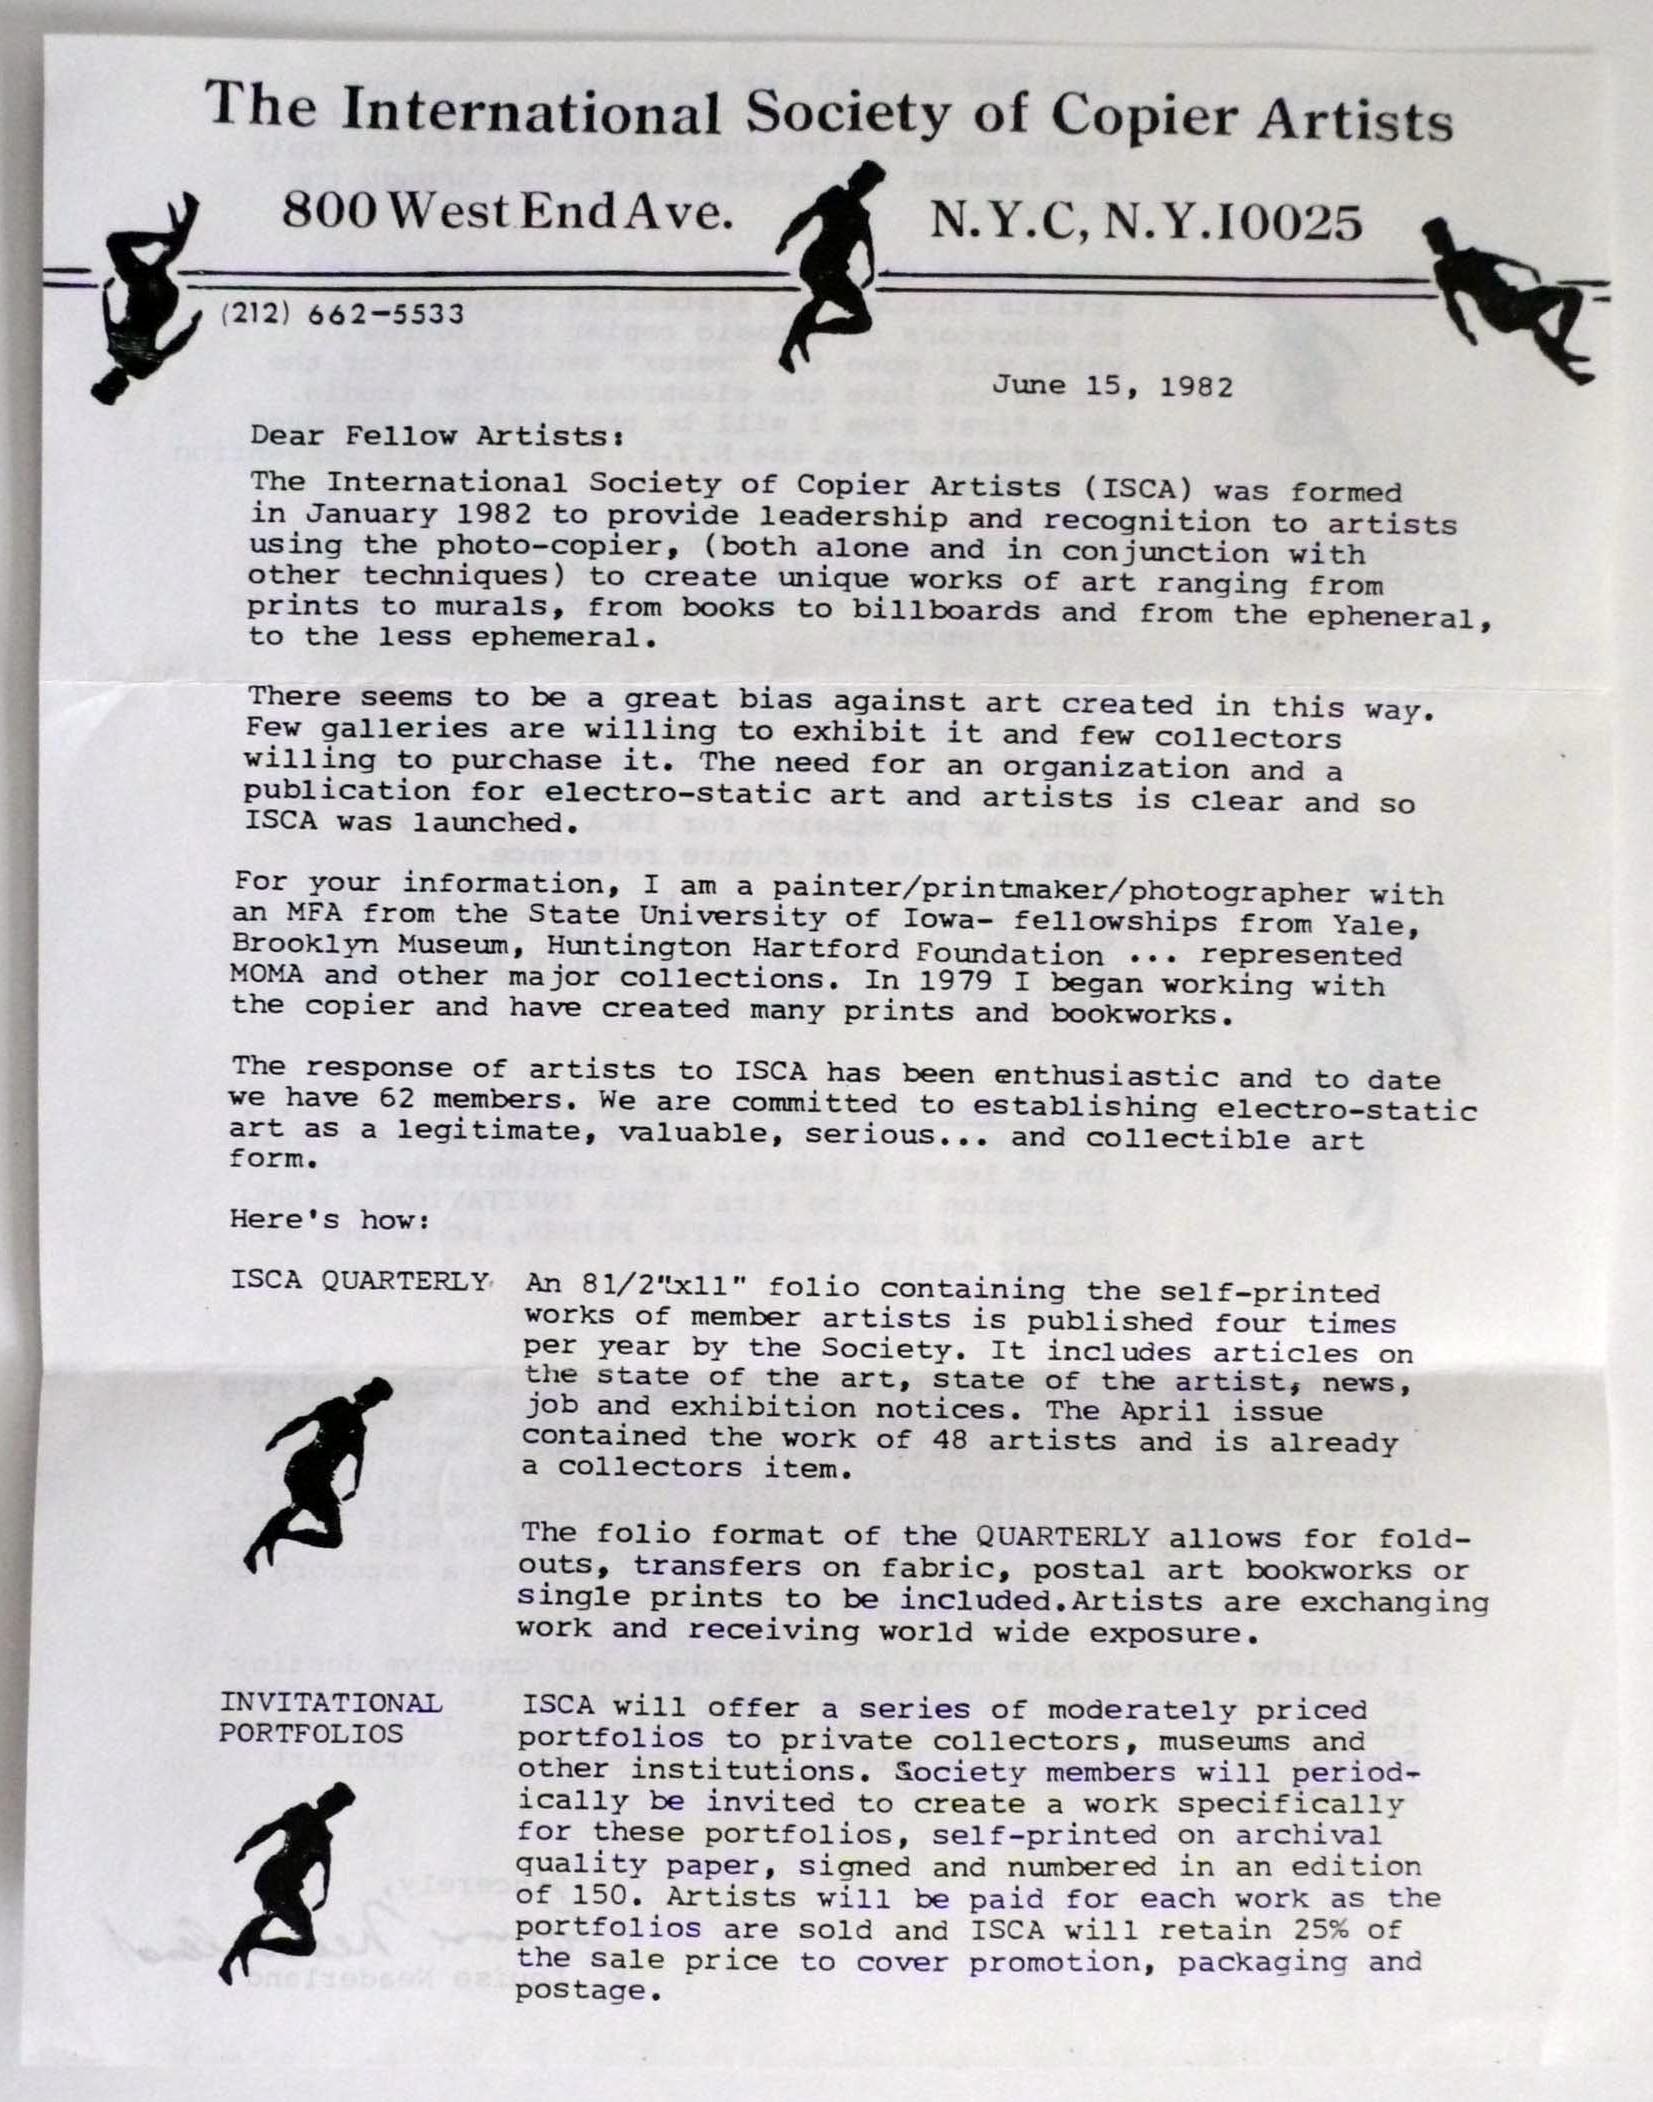 The International Society of Copier Artists
800 West End Ave. N.Y.C, N.Y.I0025
(212) 662-5533
June 15, 1982
Dear Fellow Artists:
The International Society of Copier Artists (ISCA) was formed
in January 1982 to provide leadership and recognition to artists
using the photo-copier, (both alone and in conjunction with
other techniques) to create unique works of art ranging from
prints to murals, from books to billboards and from the epheneral,
to the less ephemeral.
There seems to be a great bias against art created in this way.
Few galleries are willing to exhibit it and few collectors
willing to purchase it. The need for an organization and a
publication for electro-static art and artists is clear and so
ISCA was launched.
For your information, I am a painter/printmaker/photographer with
an MFA from the State University of Iowa- fellowships from Yale,
Brooklyn Museum, Huntington Hartford Foundation ... represented
MOMA and other major collections. In 1979 I began working with
the copier and have created many prints and bookworks.
The response of artists to ISCA has been enthusiastic and to date
we have 62 members. We are committed to establishing electro-static
art as a legitimate, valuable, serious... and collectible art
form.
Here's how:
ISCA QUARTERLY An 81/2"x11" folio containing the self-printed
works of member artists is published four times
per year by the Society. It includes articles on
the state of the art, state of the artist, news,
job and exhibition notices. The April issue
contained the work of 48 artists and is already
a collectors item.
The folio format of the QUARTERLY allows for fold-
outs, transfers on fabric, postal art bookworks or
single prints to be included.Artists are exchanging
work and receiving world wide exposure.
INVITATIONAL PORTFOLIOS
ISCA will offer a series of moderately priced
portfolios to private collectors, museums and
other institutions. Society members will period-
ically be invited to create a work specifically
for these portfolios, self-printed on archival
quality paper, signed and numbered in an edition
of 150. Artists will be paid for each work as the
portfolios are sold and ISCA will retain 25% of
the sale price to cover promotion, packaging and
postage.